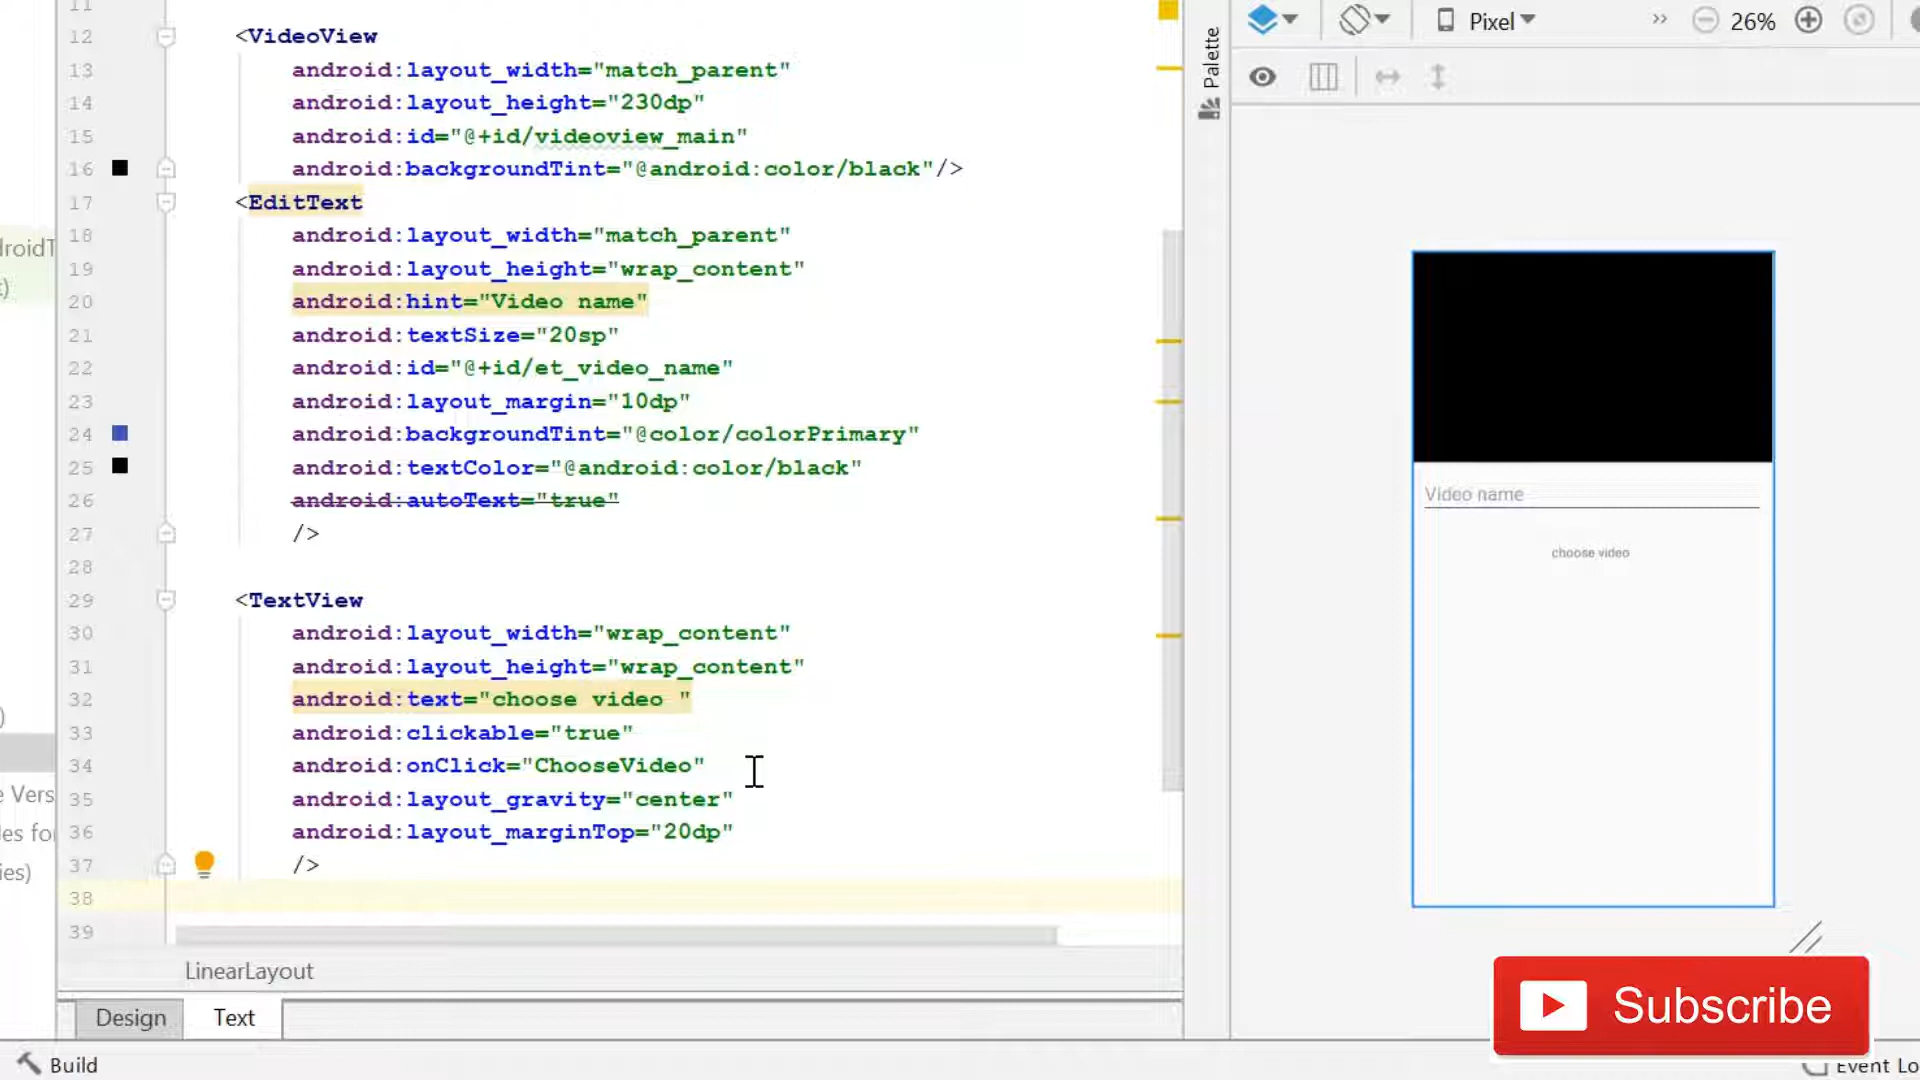 11
12 <VideoView
13 android:layout_width="match_parent"
14 android:layout_height="230dp"
15 android:id="@+id/videoview_main"
16 android:backgroundTint="@android:color/black"/>
17 <EditText
18 android:layout_width="match_parent"
19 android:layout_height="wrap_content"
20 android:hint="Video name"
21 android:textSize="20sp"
22 android:id="@+id/et_video_name"
23 android:layout_margin="10dp"
24 android:backgroundTint="@color/colorPrimary"
25 android:textColor="@android:color/black"
26 android:autoText="true"
27 />
28
29 <TextView
30 android:layout_width="wrap_content"
31 android:layout_height="wrap_content"
32 android:text="choose video "
33 android:clickable="true"
34 android:onClick="ChooseVideo"
35 android:layout_gravity="center"
36 android:layout_marginTop="20dp"
37 />
38
39
LinearLayout
Design Text
Build
droidT
t)
)
e Vers
les fo
ies)
Palette
Pixel
26%
Video name
choose video
Subscribe
Event Lo